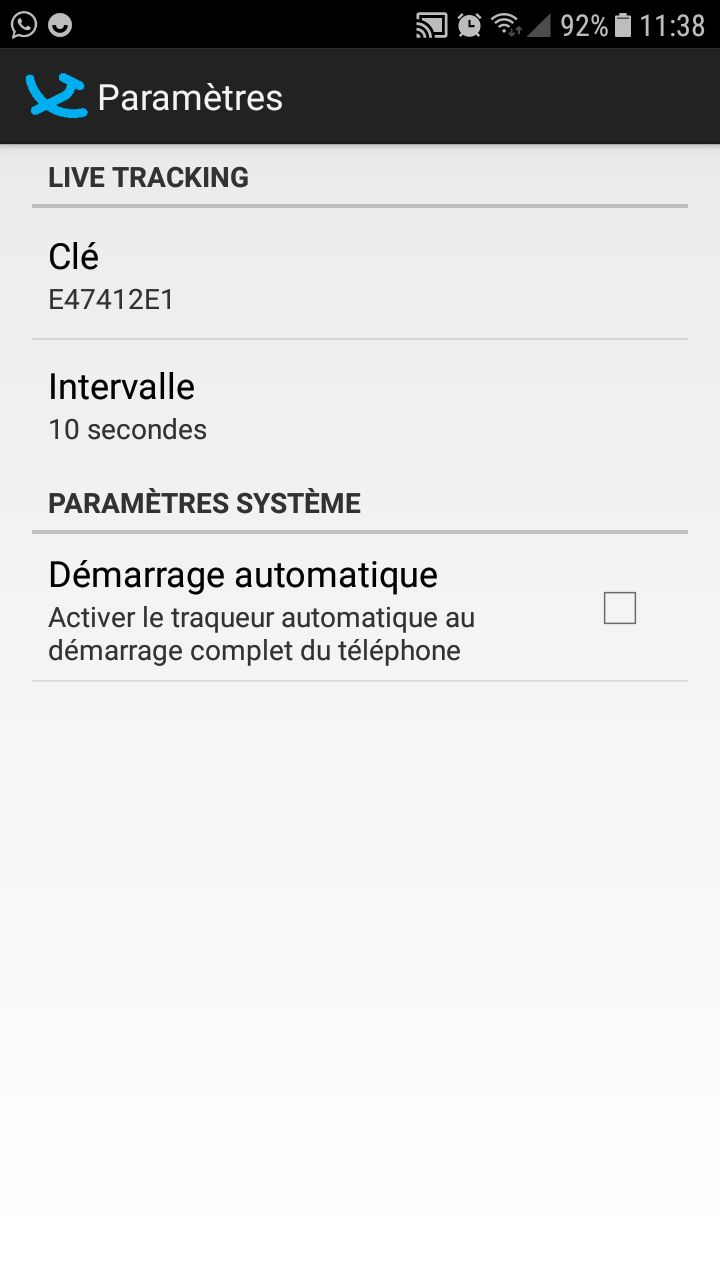 92% 11:38
Paramètres
LIVE TRACKING
Clé
E47412E1
Intervalle
10 secondes
PARAMÈTRES SYSTÈME
Démarrage automatique
Activer le traqueur automatique au
démarrage complet du téléphone